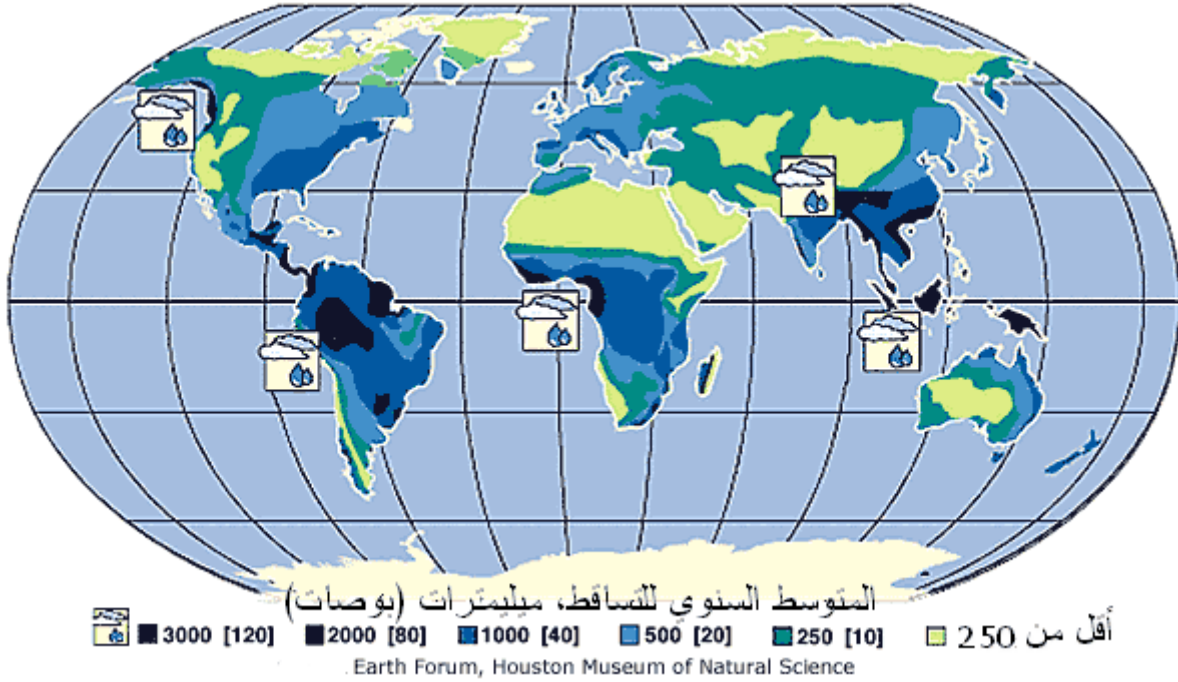 المتوسط السنوي للتساقط، ميليمترات (بوصات)
3000 [120] 2000 [80] 1000 [40] 500 [20] 250 [10] أقل من 250
Earth Forum, Houston Museum of Natural Science